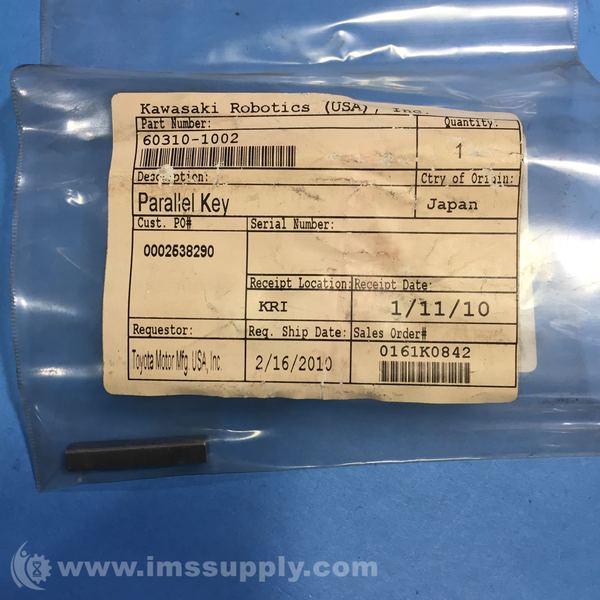 Kawasaki Robotics (USA), Inc.
Part Number:
Quantity:
60310-1002
1
Description:
Ctry of Origin:
Parallel Key
Japan
Cust. PO#
Serial Number:
0002538290
Receipt Location:
Receipt Date:
KRI
1/11/10
Requestor:
Req. Ship Date:
Sales Order#
Toyota Motor Mfg. USA, Inc.
2/16/2010
0161K0842
www.imssupply.com